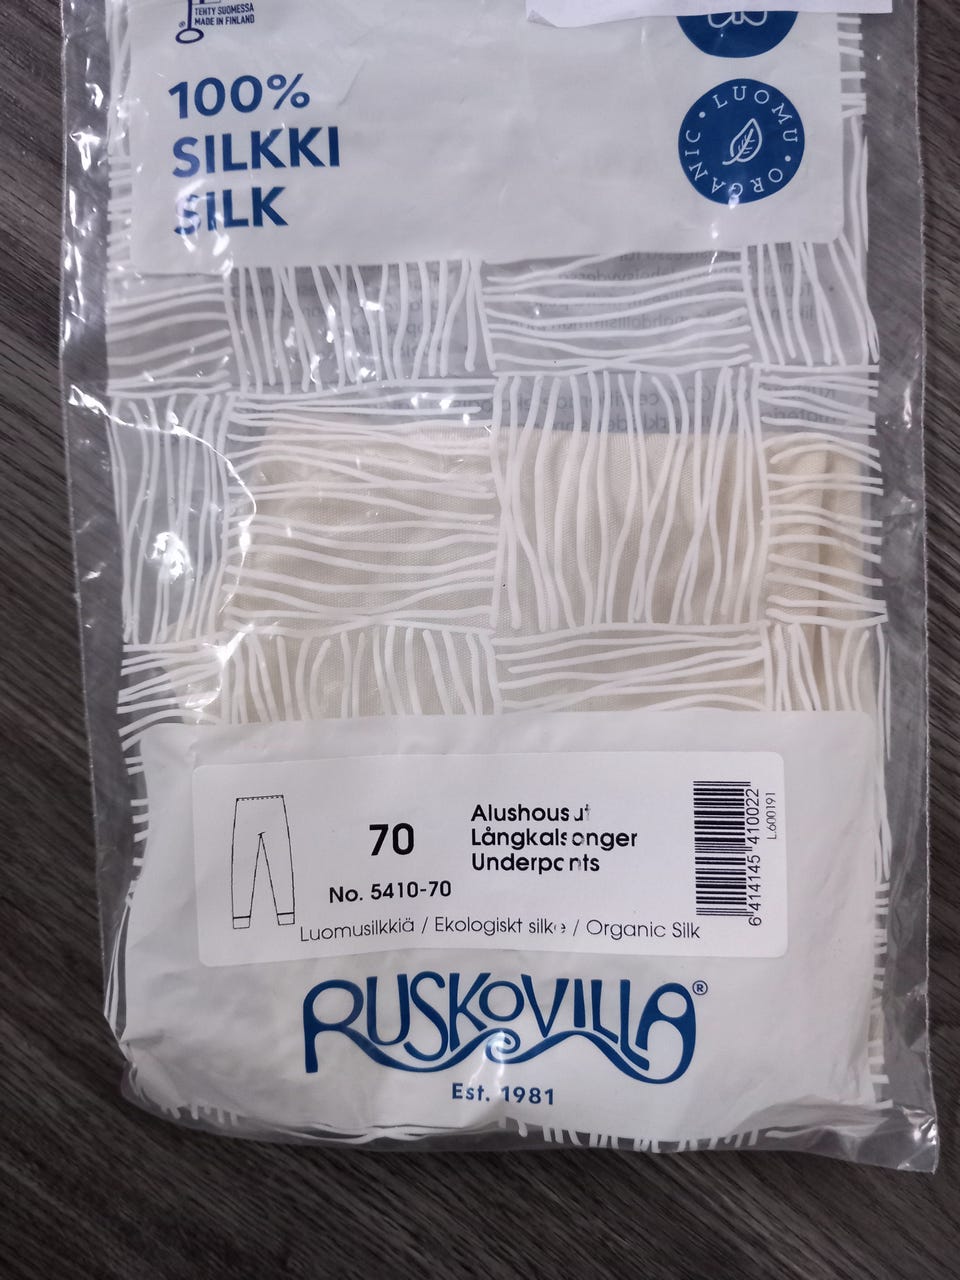 TEHTY SUOMESSA
MADE IN FINLAND
100%
SILKKI
SILK
LUOMU • ORGANIC •
70
No. 5410-70
Alushousut
Långkalsonger
Underpants
Luomusilkkiä / Ekologiskt silke / Organic Silk
6 414145 410022
L.600191
RUSKOVILLA®
Est. 1981